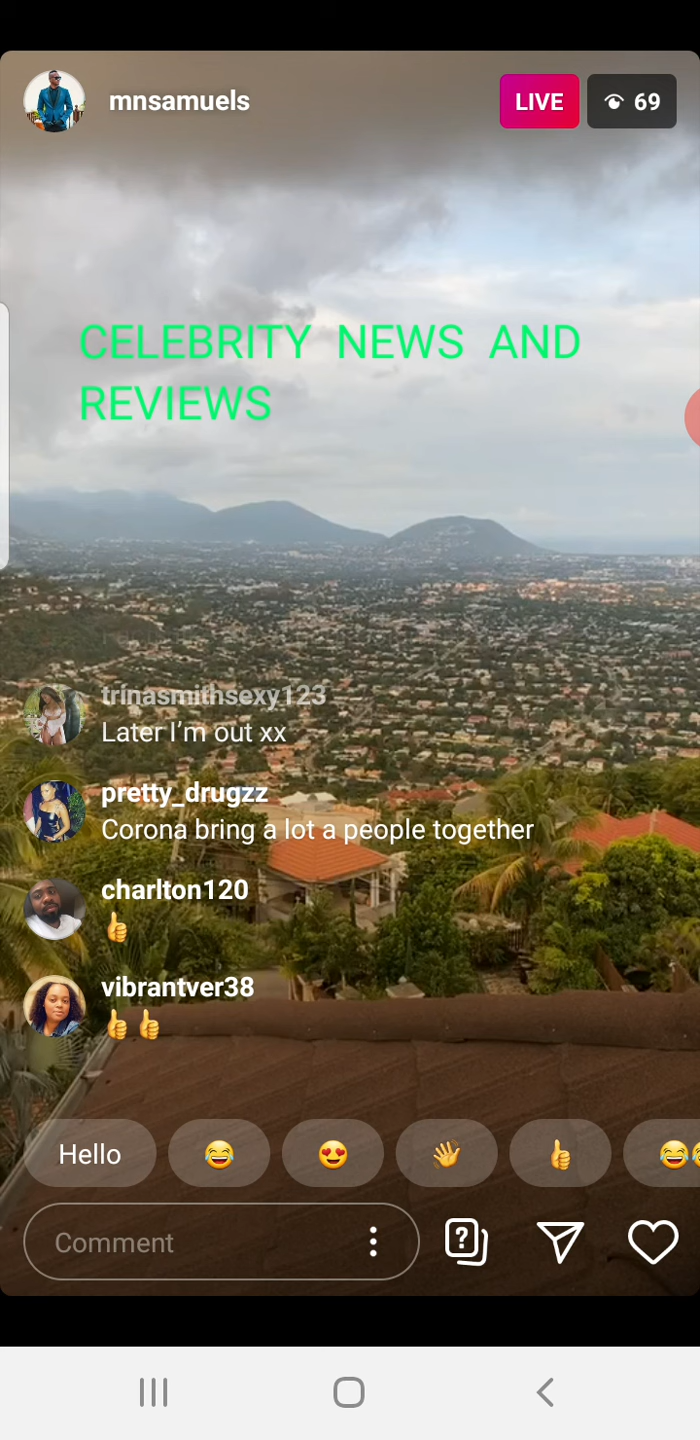 mnsamuels
LIVE
69
CELEBRITY NEWS AND
REVIEWS
trinasmithsexy123
Later I’m out xx
pretty_drugzz
Corona bring a lot a people together
charlton120
👍
vibrantver38
👍👍
Hello 😂 😍 👋 👍 😂
Comment